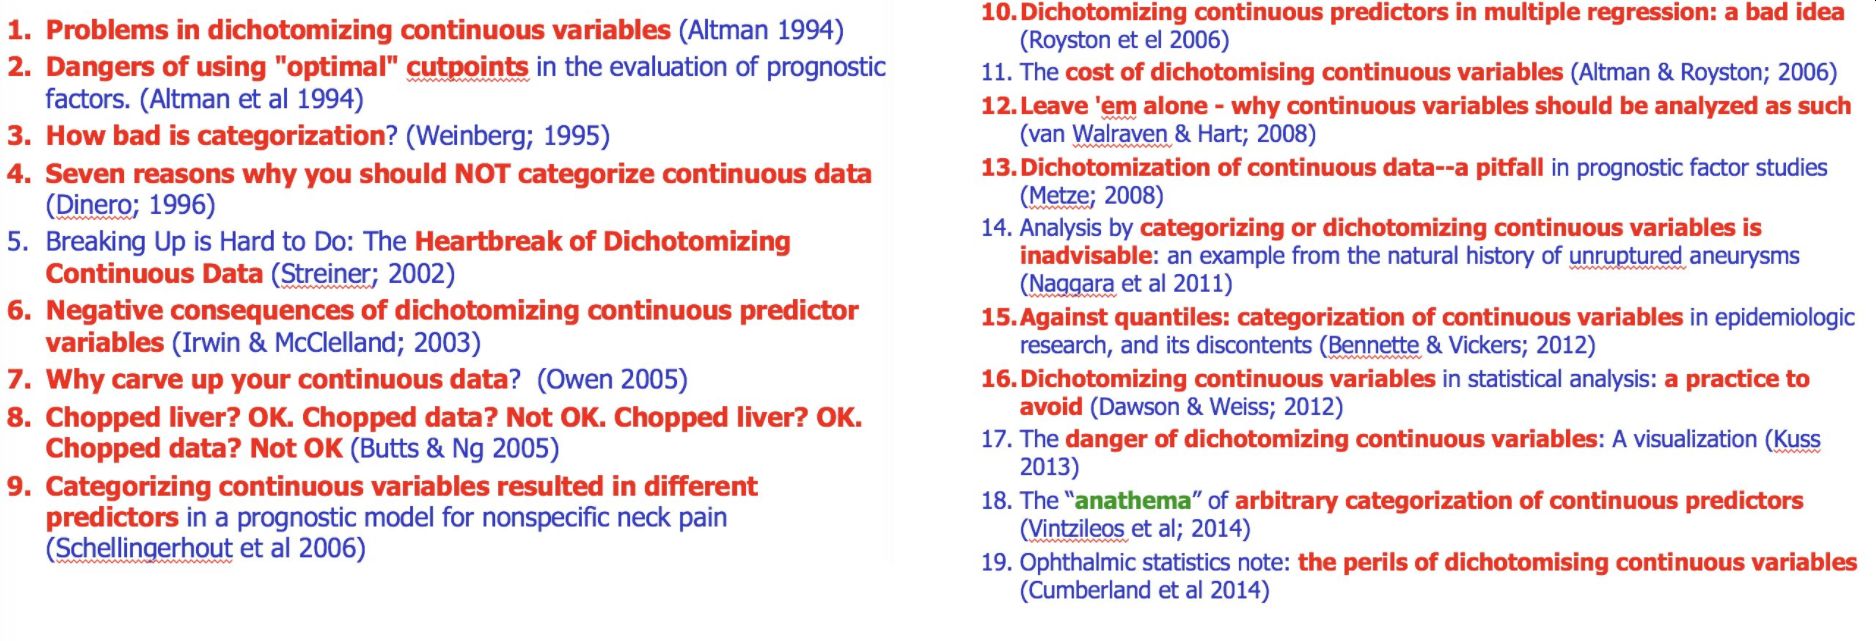 1. Problems in dichotomizing continuous variables (Altman 1994)
2. Dangers of using "optimal" cutpoints in the evaluation of prognostic
factors. (Altman et al 1994)
3. How bad is categorization? (Weinberg; 1995)
4. Seven reasons why you should NOT categorize continuous data
(Dinero; 1996)
5. Breaking Up is Hard to Do: The Heartbreak of Dichotomizing
Continuous Data (Streiner; 2002)
6. Negative consequences of dichotomizing continuous predictor
variables (Irwin & McClelland; 2003)
7. Why carve up your continuous data? (Owen 2005)
8. Chopped liver? OK. Chopped data? Not OK. Chopped liver? OK.
Chopped data? Not OK (Butts & Ng 2005)
9. Categorizing continuous variables resulted in different
predictors in a prognostic model for nonspecific neck pain
(Schellingerhout et al 2006)
10. Dichotomizing continuous predictors in multiple regression: a bad idea
(Royston et el 2006)
11. The cost of dichotomising continuous variables (Altman & Royston; 2006)
12. Leave 'em alone - why continuous variables should be analyzed as such
(van Walraven & Hart; 2008)
13. Dichotomization of continuous data--a pitfall in prognostic factor studies
(Metze; 2008)
14. Analysis by categorizing or dichotomizing continuous variables is
inadvisable: an example from the natural history of unruptured aneurysms
(Naggara et al 2011)
15. Against quantiles: categorization of continuous variables in epidemiologic
research, and its discontents (Bennette & Vickers; 2012)
16. Dichotomizing continuous variables in statistical analysis: a practice to
avoid (Dawson & Weiss; 2012)
17. The danger of dichotomizing continuous variables: A visualization (Kuss
2013)
18. The “anathema” of arbitrary categorization of continuous predictors
(Vintzileos et al; 2014)
19. Ophthalmic statistics note: the perils of dichotomising continuous variables
(Cumberland et al 2014)